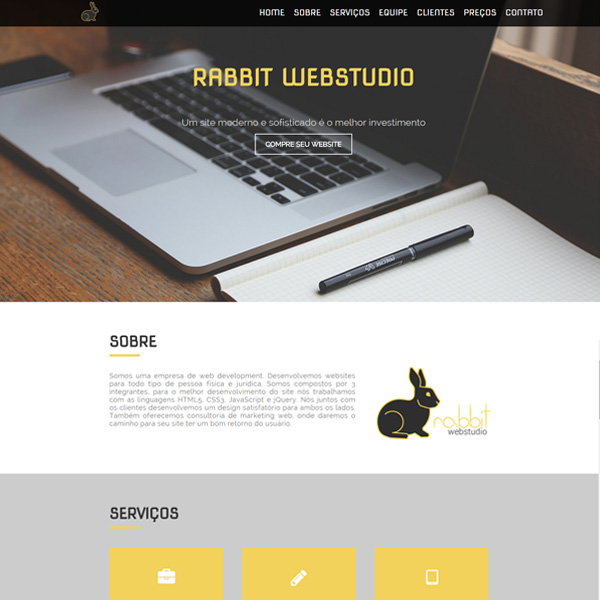 HOME SOBRE SERVIÇOS EQUIPE CLIENTES PREÇOS CONTATO
RABBIT WEBSTUDIO
Um site moderno e sofisticado é o melhor investimento
COMPRE SEU WEBSITE
SOBRE
Somos uma empresa de web development. Desenvolvemos websites
para todo tipo de pessoa física e jurídica. Somos compostos por 3
integrantes, para o melhor desenvolvimento do site nós trabalhamos
com as linguagens HTML5, CSS3, JavaScript e jQuery. Nós juntos com
os clientes desenvolvemos um design satisfatório para ambos os lados.
Também oferecemos consultoria de marketing web, onde daremos o
caminho para seu site ter um bom retorno do usuário.
rabbit
webstudio
SERVIÇOS